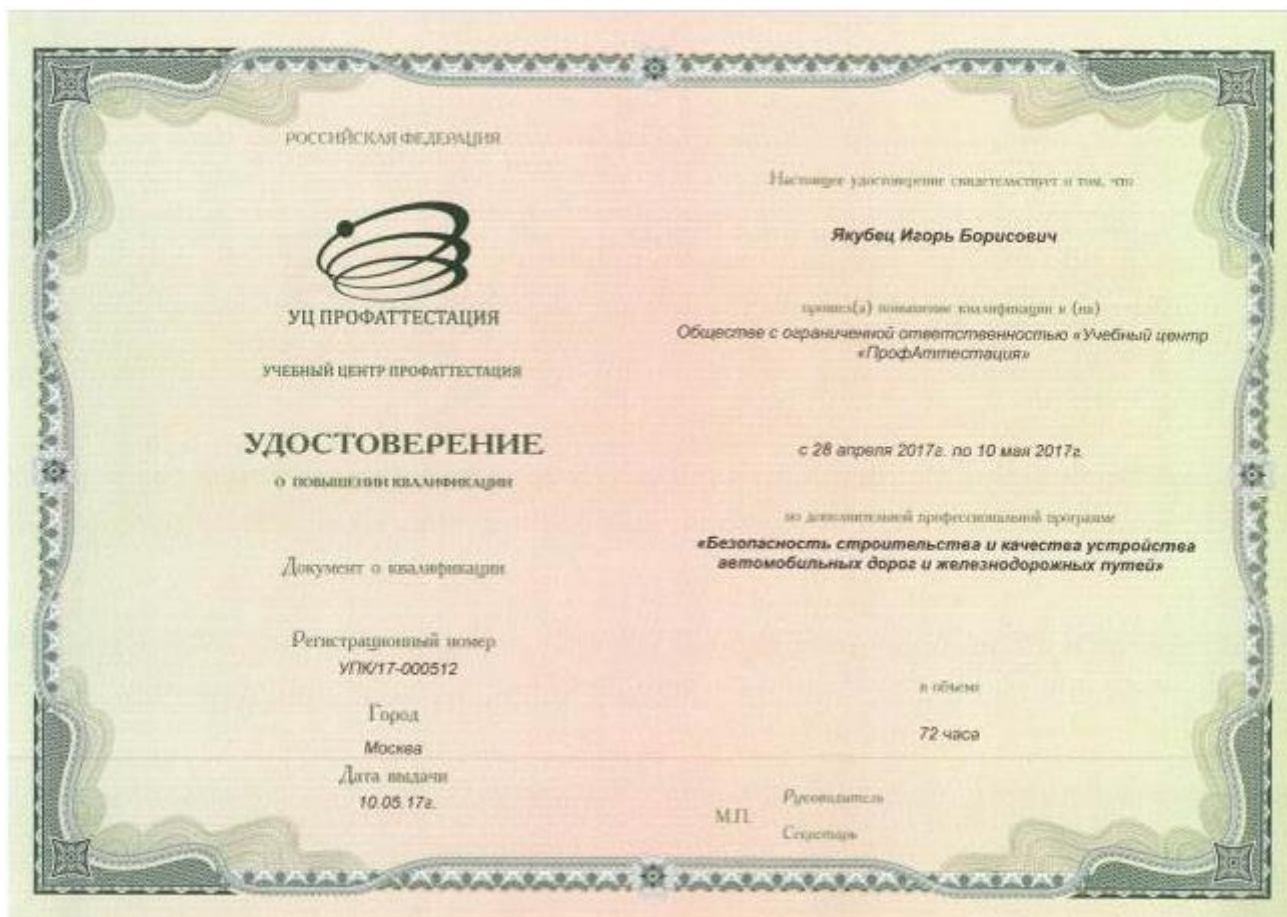 РОССИЙСКАЯ ФЕДЕРАЦИЯ
УЦ ПРОФАТТЕСТАЦИЯ
УЧЕБНЫЙ ЦЕНТР ПРОФАТТЕСТАЦИЯ
УДОСТОВЕРЕНИЕ
О ПОВЫШЕНИИ КВАЛИФИКАЦИИ
Документ о квалификации
Регистрационный номер
УПК/17-000512
Город
Москва
Дата выдачи
10.05.17г.
Настоящее удостоверение свидетельствует о том, что
Якубец Игорь Борисович
прошел(а) повышение квалификации в (на)
Обществе с ограниченной ответственностью «Учебный центр
«ПрофАттестация»
с 28 апреля 2017г. по 10 мая 2017г.
по дополнительной профессиональной программе
«Безопасность строительства и качества устройства
автомобильных дорог и железнодорожных путей»
в объеме
72 часа
М.П.
Руководитель
Секретарь